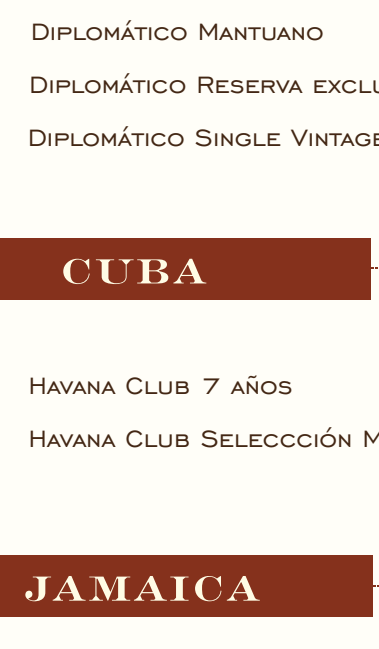 Diplomático Mantuano
Diplomático Reserva exclu
Diplomático Single Vintage
CUBA
Havana Club 7 años
Havana Club Seleccción M
JAMAICA